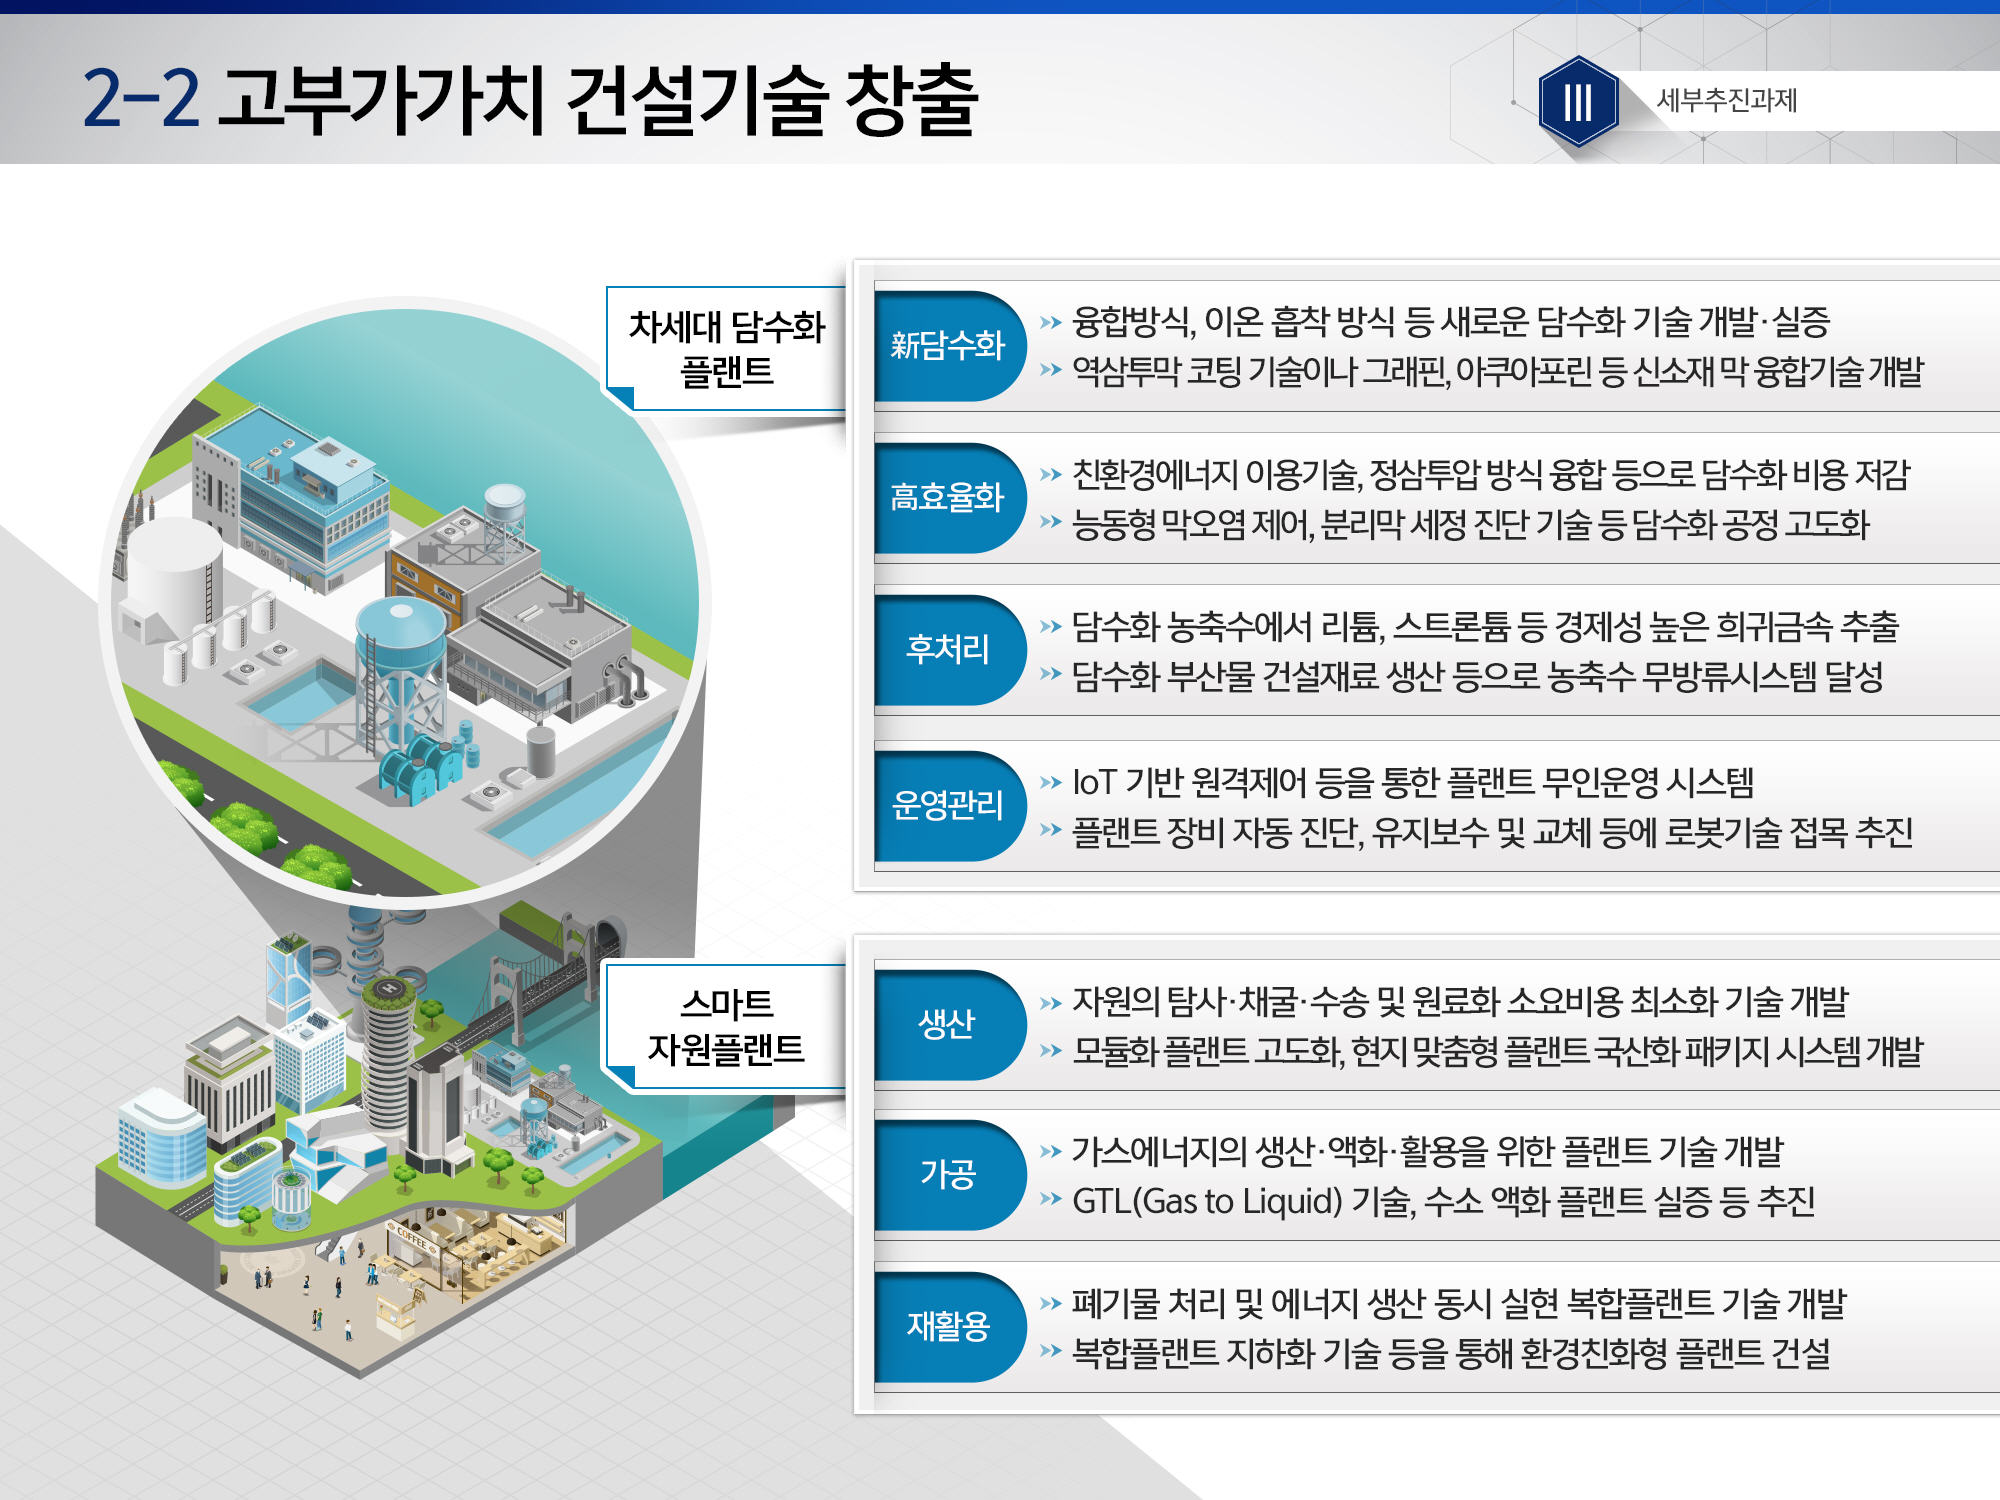 2-2 고부가가치 건설기술 창출
Ⅲ
세부추진과제
차세대 담수화
플랜트
新담수화
융합방식, 이온 흡착 방식 등 새로운 담수화 기술 개발·실증
역삼투막 코팅 기술이나 그래핀, 아쿠아포린 등 신소재 막 융합기술 개발
高효율화
친환경에너지 이용기술, 정삼투압 방식 융합 등으로 담수화 비용 저감
능동형 막오염 제어, 분리막 세정 진단 기술 등 담수화 공정 고도화
후처리
담수화 농축수에서 리튬, 스트론튬 등 경제성 높은 희귀금속 추출
담수화 부산물 건설재료 생산 등으로 농축수 무방류시스템 달성
운영관리
IoT 기반 원격제어 등을 통한 플랜트 무인운영 시스템
플랜트 장비 자동 진단, 유지보수 및 교체 등에 로봇기술 접목 추진
스마트
자원플랜트
생산
자원의 탐사·채굴·수송 및 원료화 소요비용 최소화 기술 개발
모듈화 플랜트 고도화, 현지 맞춤형 플랜트 국산화 패키지 시스템 개발
가공
가스에너지의 생산·액화·활용을 위한 플랜트 기술 개발
GTL(Gas to Liquid) 기술, 수소 액화 플랜트 실증 등 추진
재활용
폐기물 처리 및 에너지 생산 동시 실현 복합플랜트 기술 개발
복합플랜트 지하화 기술 등을 통해 환경친화형 플랜트 건설
H
COFFEE